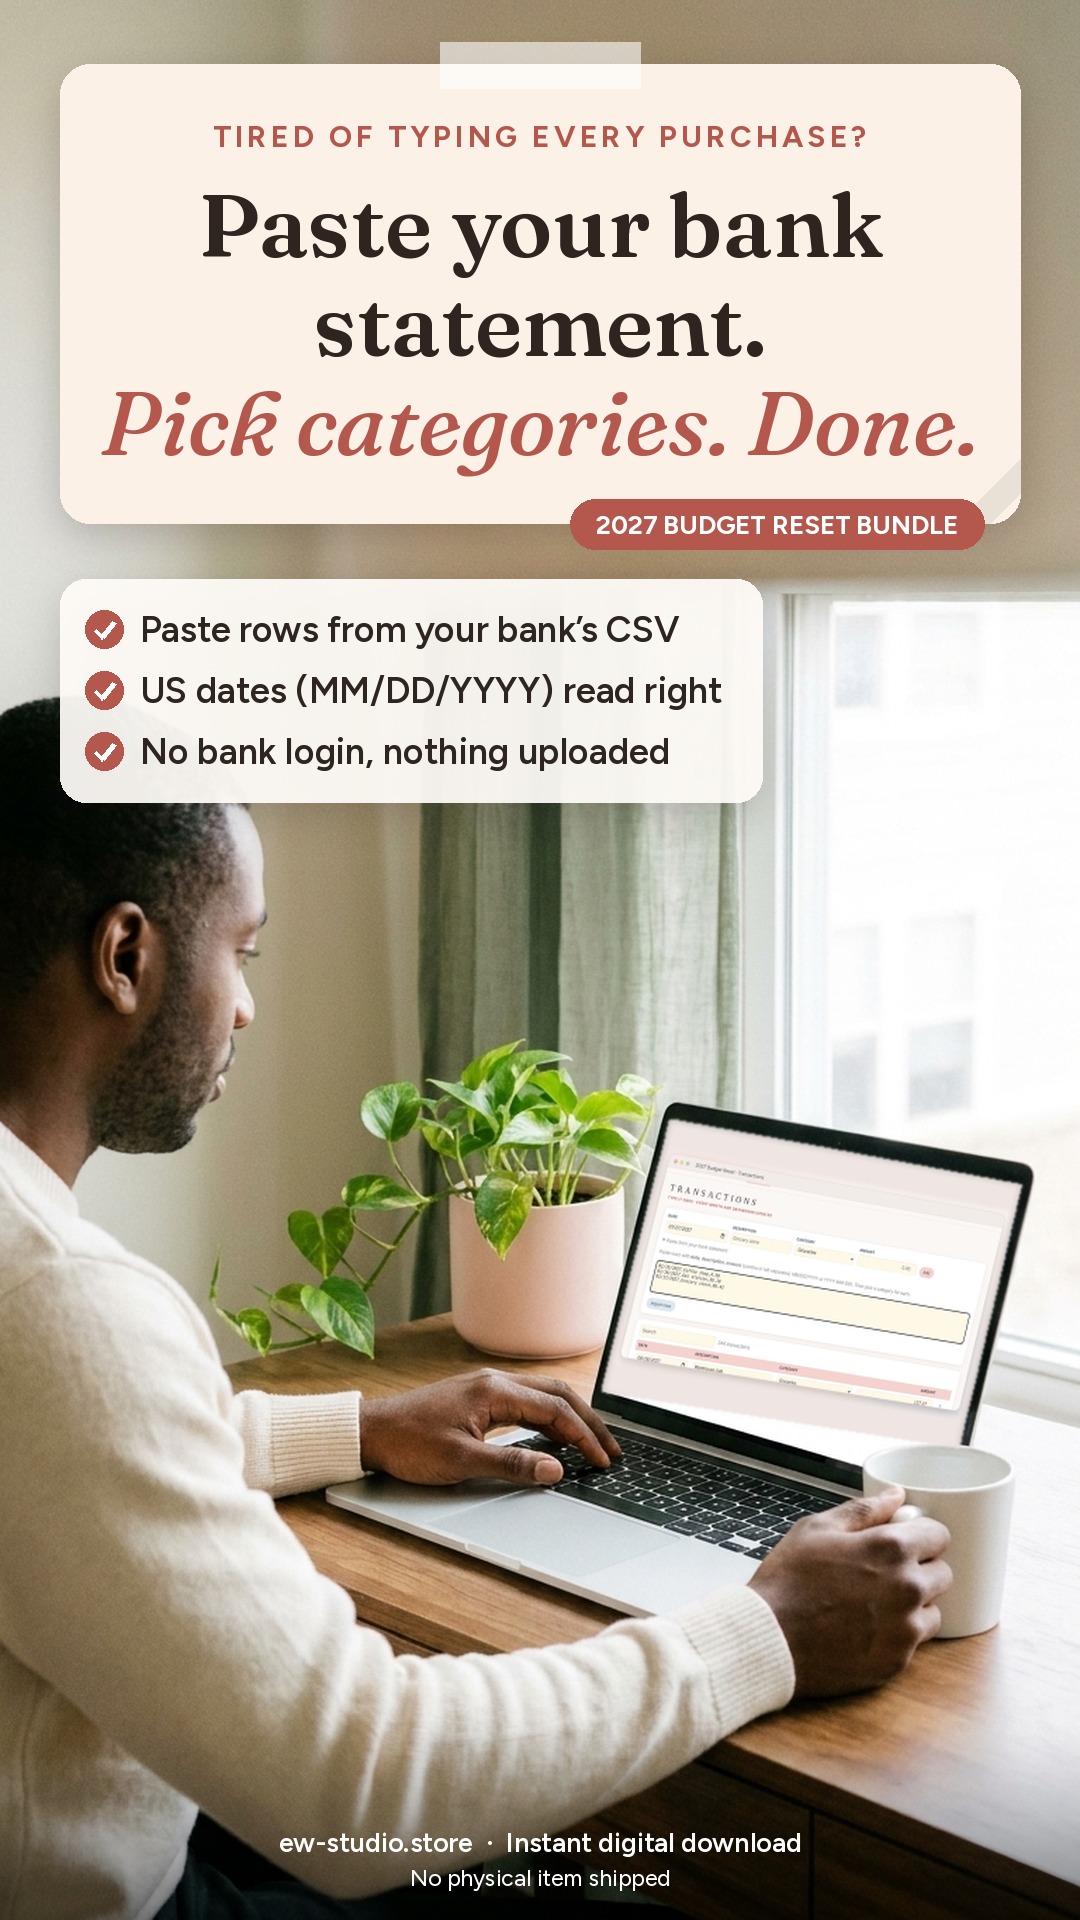 TIRED OF TYPING EVERY PURCHASE?
Paste your bank
statement.
Pick categories. Done.
2027 BUDGET RESET BUNDLE
Paste rows from your bank’s CSV
US dates (MM/DD/YYYY) read right
No bank login, nothing uploaded
TRANSACTIONS
ew-studio.store · Instant digital download
No physical item shipped